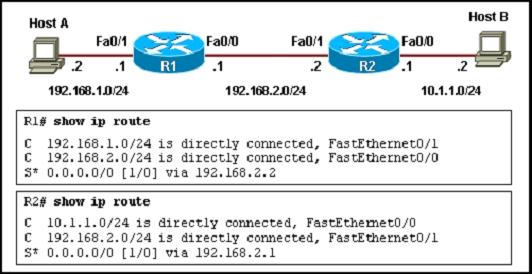 Host A
Host B
Fa0/1
Fa0/0
Fa0/1
Fa0/0
.2
.1
R1
.1
.2
R2
.1
.2
192.168.1.0/24
192.168.2.0/24
10.1.1.0/24
R1# show ip route
C 192.168.1.0/24 is directly connected, FastEthernet0/1
C 192.168.2.0/24 is directly connected, FastEthernet0/0
S* 0.0.0.0/0 [1/0] via 192.168.2.2
R2# show ip route
C 10.1.1.0/24 is directly connected, FastEthernet0/0
C 192.168.2.0/24 is directly connected, FastEthernet0/1
S* 0.0.0.0/0 [1/0] via 192.168.2.1